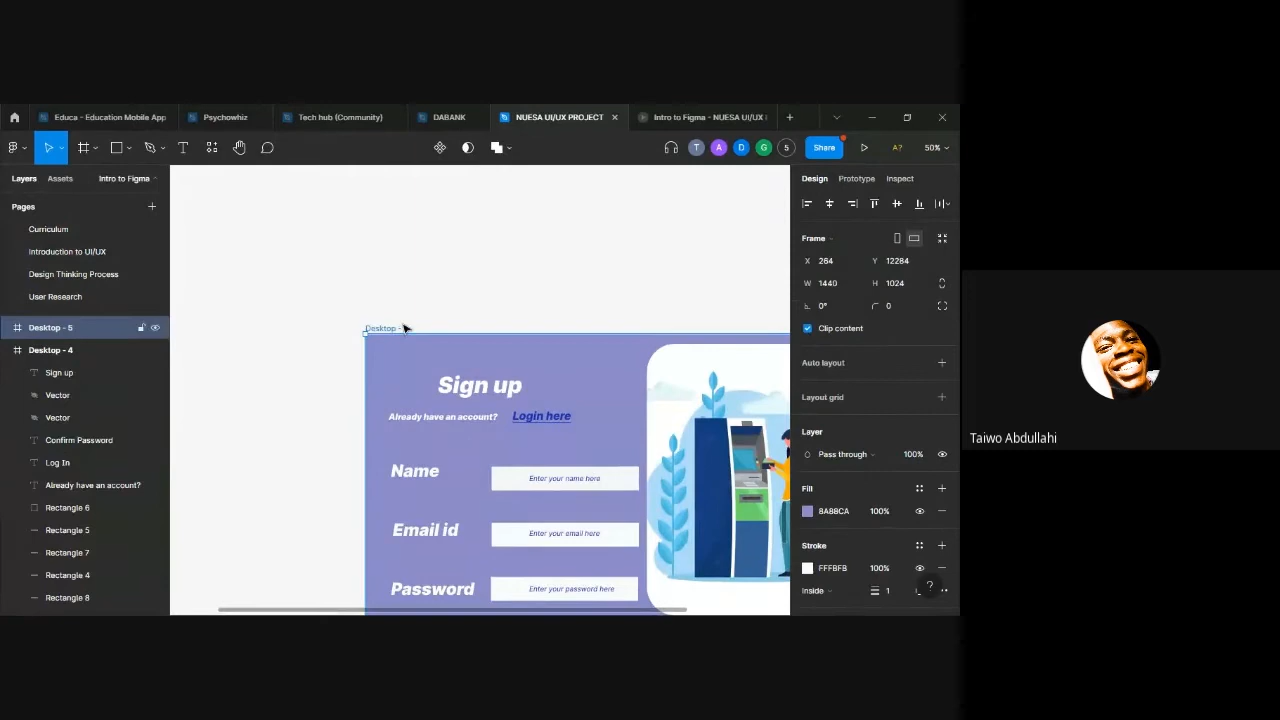 Educa - Education Mobile App
Psychowhiz
Tech hub (Community)
DABANK
NUESA UI/UX PROJECT
Intro to Figma - NUESA UI/UX
T A D G 5
Share
A?
50%
Layers
Assets
Intro to Figma
Pages
Curriculum
Introduction to UI/UX
Design Thinking Process
User Research
Desktop - 5
Desktop - 4
Sign up
Vector
Vector
Confirm Password
Log In
Already have an account?
Rectangle 6
Rectangle 5
Rectangle 7
Rectangle 4
Rectangle 8
Desktop -
Sign up
Already have an account? Login here
Name
Enter your name here
Email id
Enter your email here
Password
Enter your password here
Design
Prototype
Inspect
Frame
X 264 Y 12284
W 1440 H 1024
0° 0
Clip content
Auto layout
Layout grid
Layer
Pass through 100%
Fill
8A8BCA 100%
Stroke
FFFBFB 100%
Inside 1
?
Taiwo Abdullahi